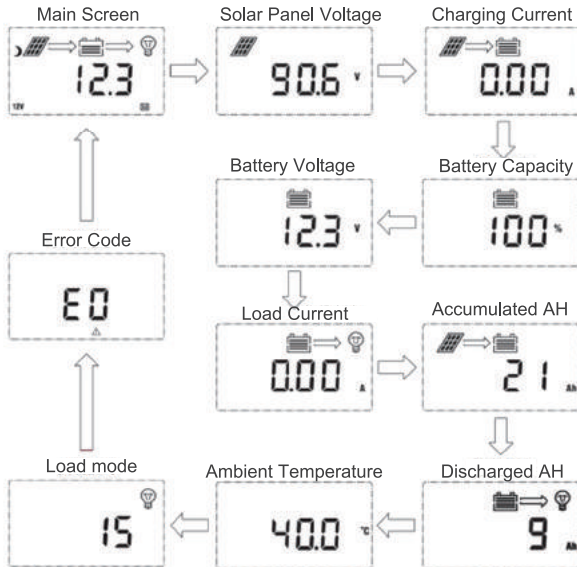 Main Screen
12.3
12V
Solar Panel Voltage
90.6 V
Charging Current
0.00 A
Battery Capacity
100 %
Battery Voltage
12.3 V
Load Current
0.00 A
Accumulated AH
21 Ah
Discharged AH
9 Ah
Ambient Temperature
40.0 °C
Load mode
15
Error Code
E0